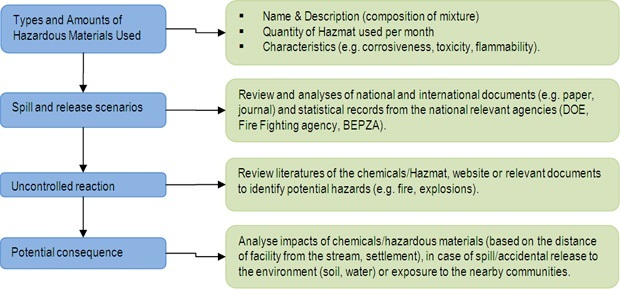 Types and Amounts of
Hazardous Materials Used
▪ Name & Description (composition of mixture)
▪ Quantity of Hazmat used per month
▪ Characteristics (e.g. corrosiveness, toxicity, flammability).
Spill and release scenarios
Review and analyses of national and international documents (e.g. paper,
journal) and statistical records from the national relevant agencies (DOE,
Fire Fighting agency, BEPZA).
Uncontrolled reaction
Review literatures of the chemicals/Hazmat, website or relevant documents
to identify potential hazards (e.g. fire, explosions).
Potential consequence
Analyse impacts of chemicals/hazardous materials (based on the distance
of facility from the stream, settlement), in case of spill/accidental release to
the environment (soil, water) or exposure to the nearby communities.